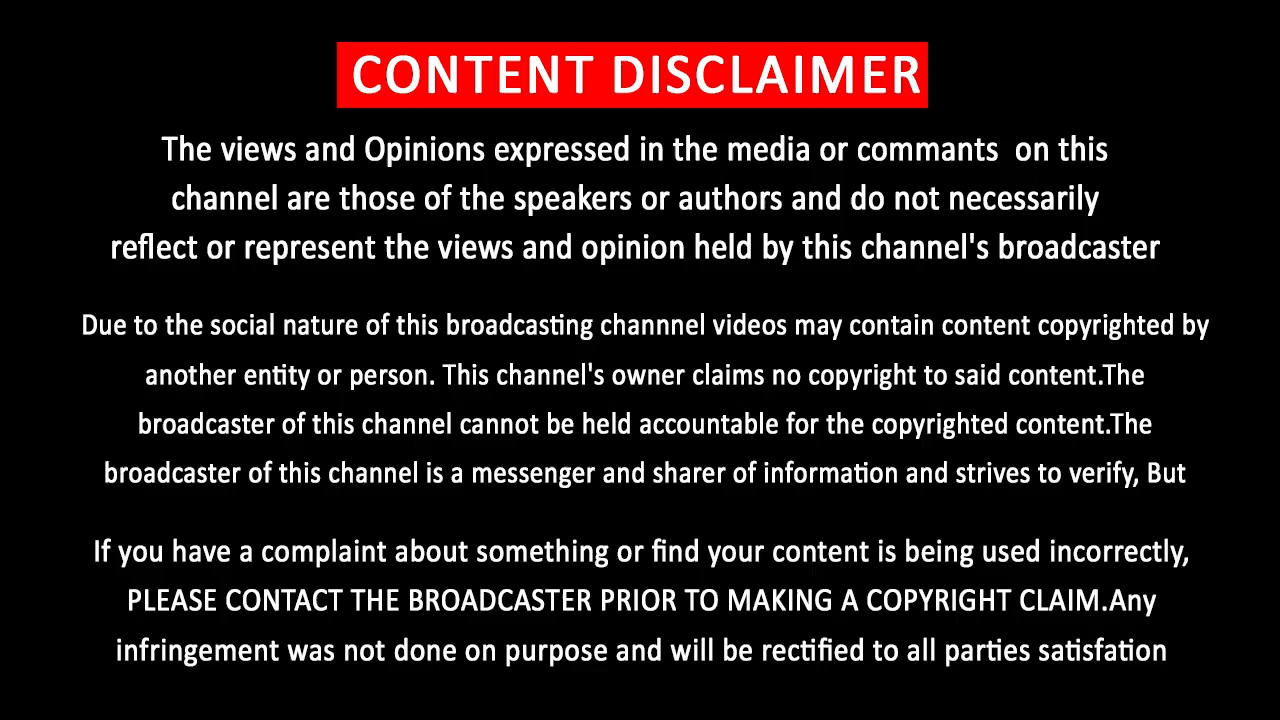 CONTENT DISCLAIMER
The views and Opinions expressed in the media or commants on this
channel are those of the speakers or authors and do not necessarily
reflect or represent the views and opinion held by this channel's broadcaster
Due to the social nature of this broadcasting channnel videos may contain content copyrighted by
another entity or person. This channel's owner claims no copyright to said content.The
broadcaster of this channel cannot be held accountable for the copyrighted content.The
broadcaster of this channel is a messenger and sharer of information and strives to verify, But
If you have a complaint about something or find your content is being used incorrectly,
PLEASE CONTACT THE BROADCASTER PRIOR TO MAKING A COPYRIGHT CLAIM.Any
infringement was not done on purpose and will be rectified to all parties satisfation